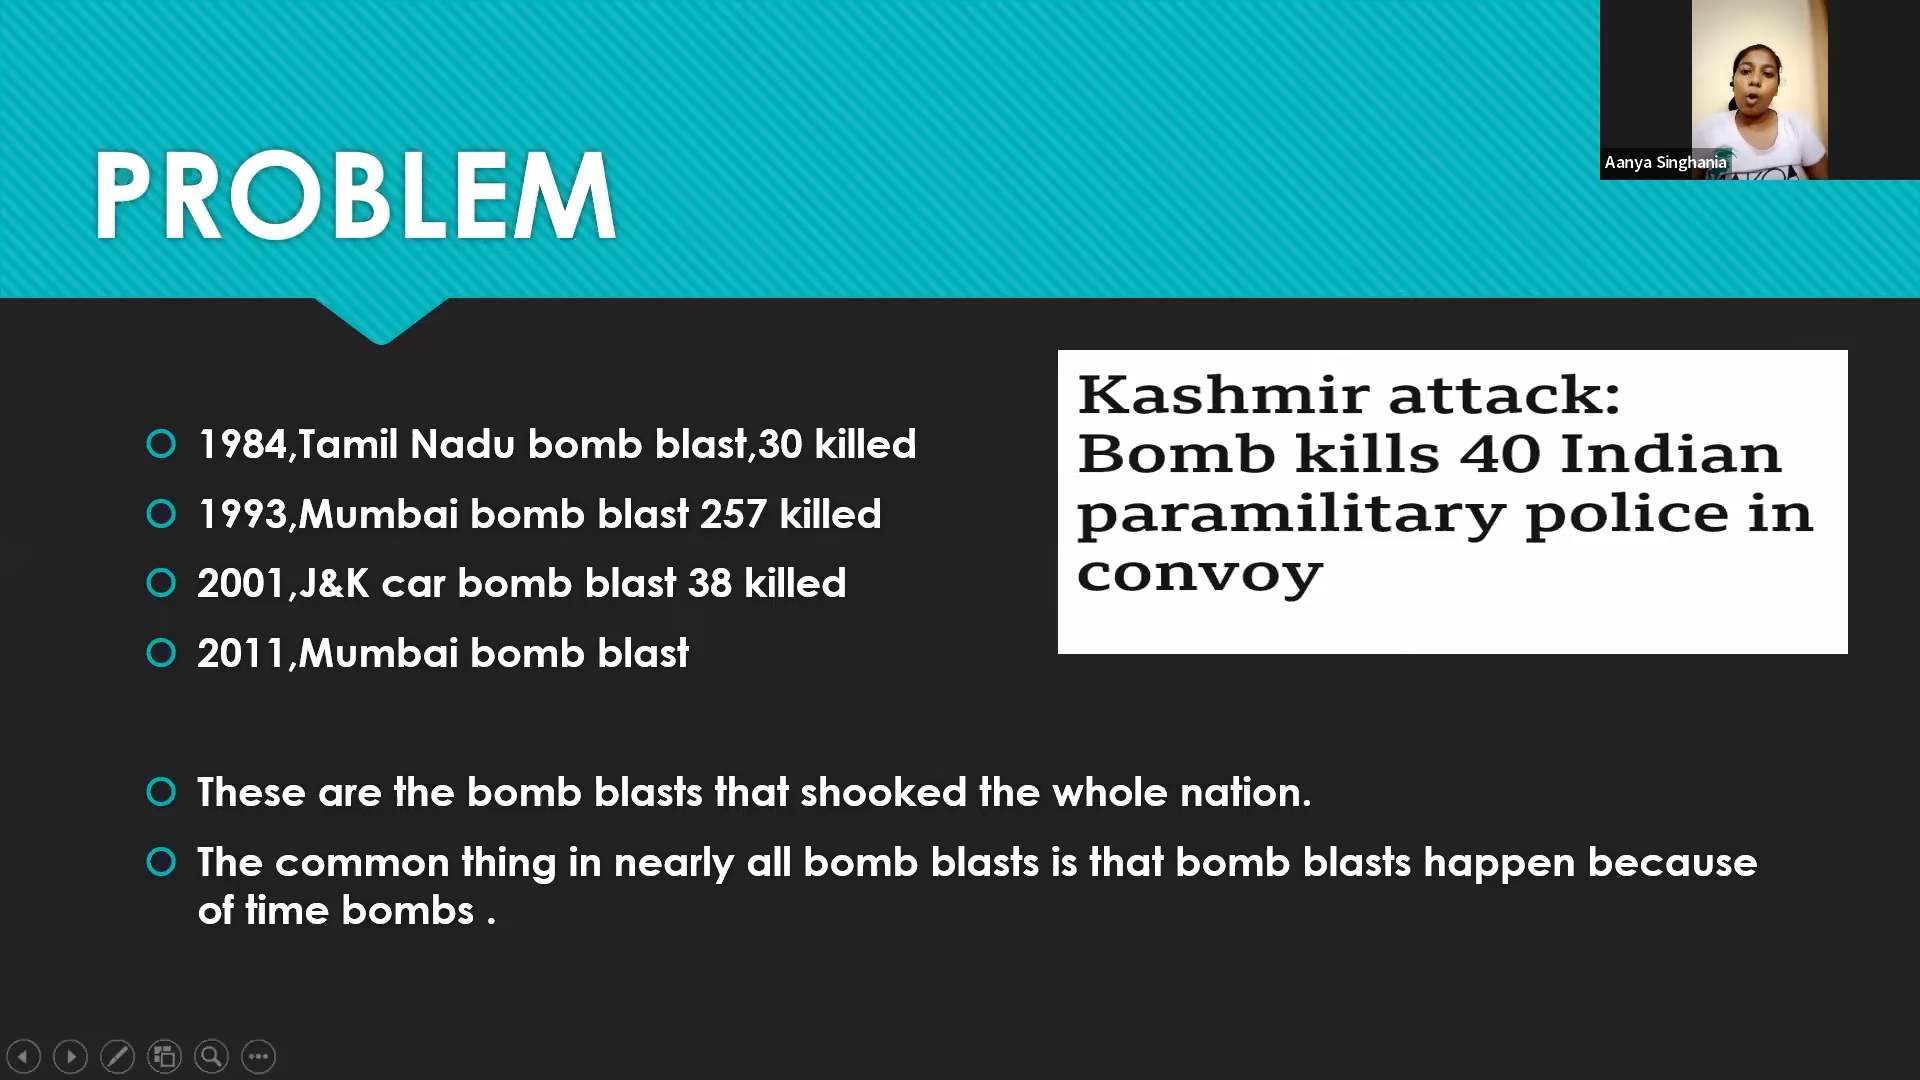 PROBLEM
Aanya Singhania
1984,Tamil Nadu bomb blast,30 killed
1993,Mumbai bomb blast 257 killed
2001,J&K car bomb blast 38 killed
2011,Mumbai bomb blast
Kashmir attack:
Bomb kills 40 Indian
paramilitary police in
convoy
These are the bomb blasts that shooked the whole nation.
The common thing in nearly all bomb blasts is that bomb blasts happen because
of time bombs .